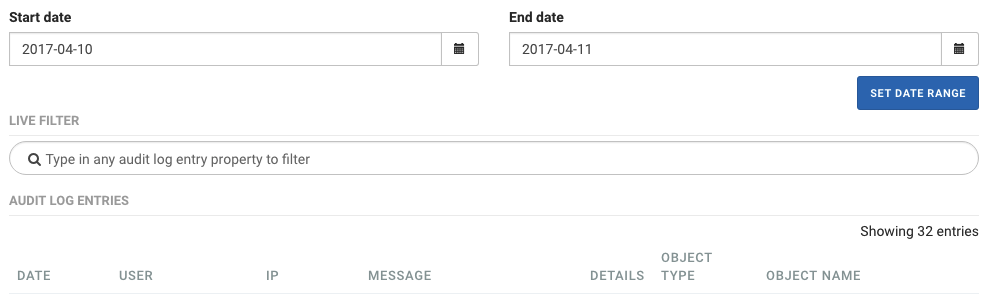 Start date
End date
2017-04-10
2017-04-11
SET DATE RANGE
LIVE FILTER
Type in any audit log entry property to filter
AUDIT LOG ENTRIES
Showing 32 entries
DATE USER IP MESSAGE DETAILS OBJECT TYPE OBJECT NAME